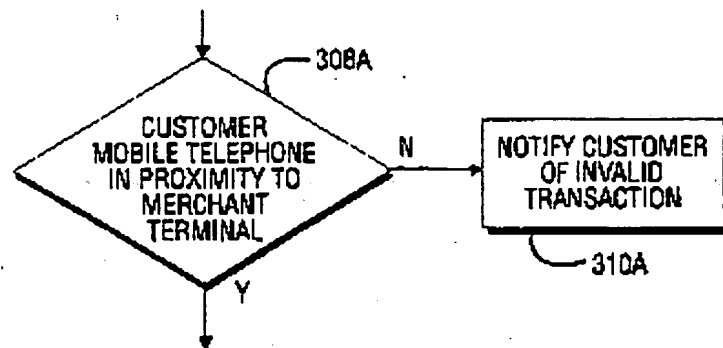 308A
CUSTOMER
MOBILE TELEPHONE
IN PROXIMITY TO
MERCHANT
TERMINAL
N
NOTIFY CUSTOMER
OF INVALID
TRANSACTION
310A
Y